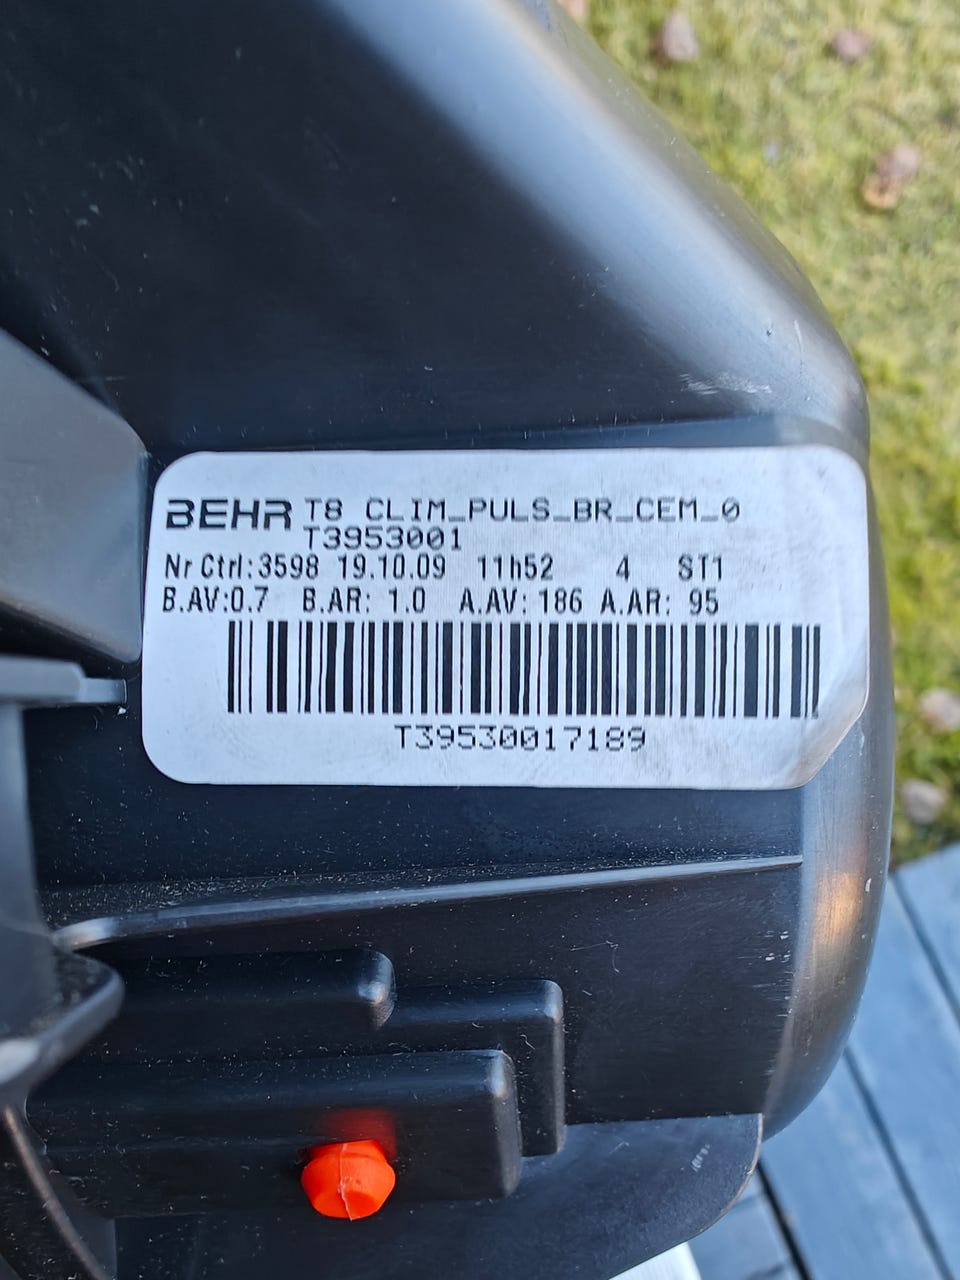 BEHR T8 CLIM_PULS_BR_CEM_0
T3953001
Nr Ctrl:3598 19.10.09 11h52 4 ST1
B.AV:0.7 B.AR: 1.0 A.AV: 186 A.AR: 95
T39530017189